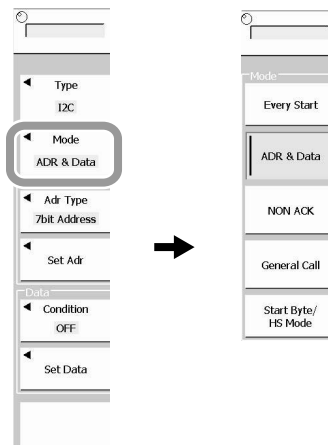 Type
I2C
Mode
ADR & Data
Adr Type
7bit Address
Set Adr
Data
Condition
OFF
Set Data
Mode
Every Start
ADR & Data
NON ACK
General Call
Start Byte/
HS Mode